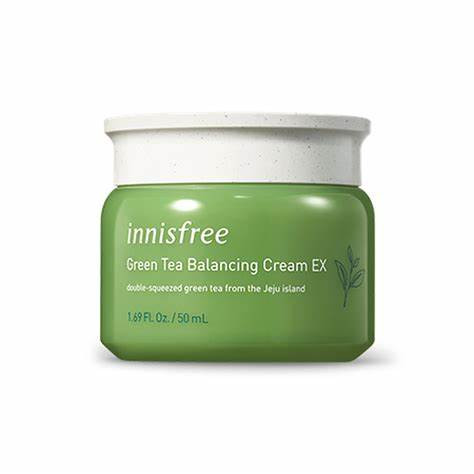 innisfree
Green Tea Balancing Cream EX
double-squeezed green tea from the Jeju island
1.69 Fl. Oz. / 50 mL